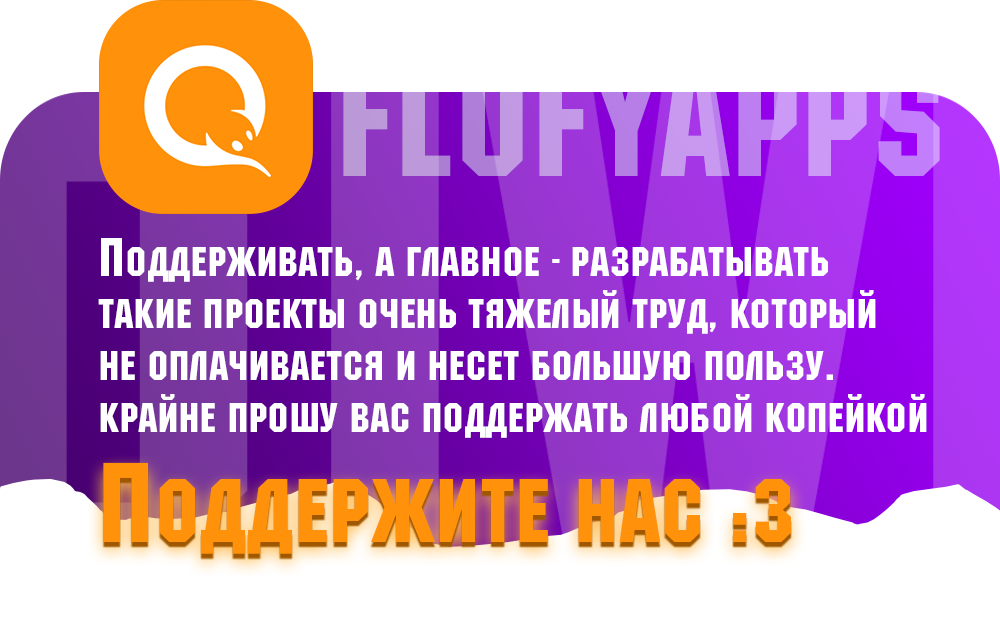 FLUFYAPPS
Поддерживать, а главное - разрабатывать
такие проекты очень тяжелый труд, который
не оплачивается и несет большую пользу.
крайне прошу вас поддержать любой копейкой
Поддержите нас :3